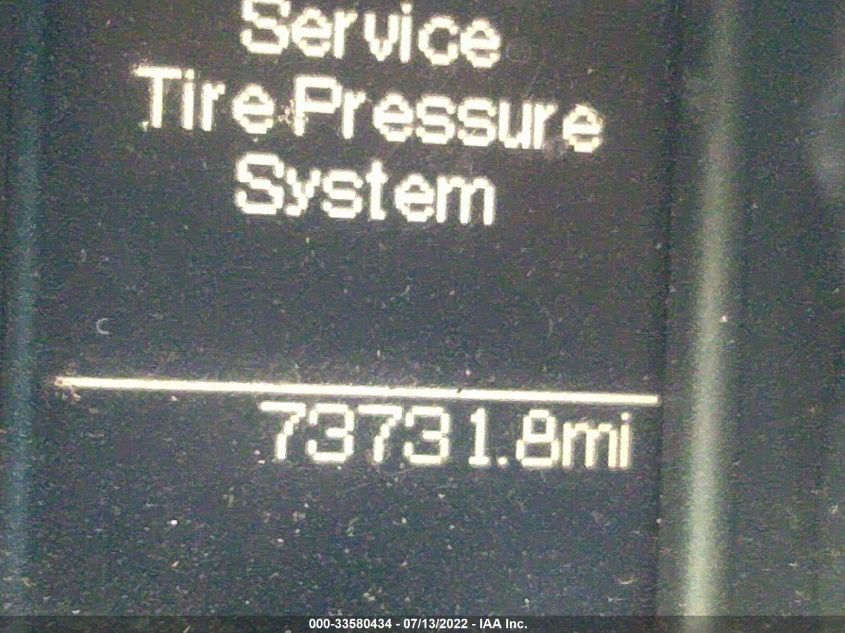 Service
Tire Pressure
System
73731.8mi
000-33580434 - 07/13/2022 - IAA Inc.